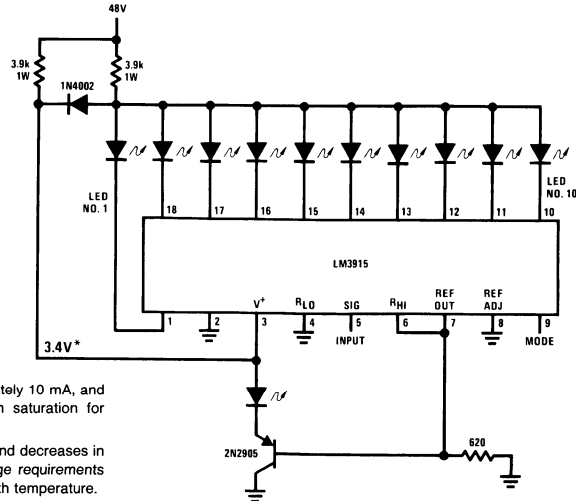 48V
3.9k
1W
3.9k
1W
1N4002
LED
NO. 1
LED
NO. 10
18
17
16
15
14
13
12
11
10
LM3915
V+
RLO
SIG
RHI
REF
OUT
REF
ADJ
1
2
3
4
5
6
7
8
9
INPUT
MODE
3.4V*
ately 10 mA, and
n saturation for
nd decreases in
ge requirements
th temperature.
2N2905
620